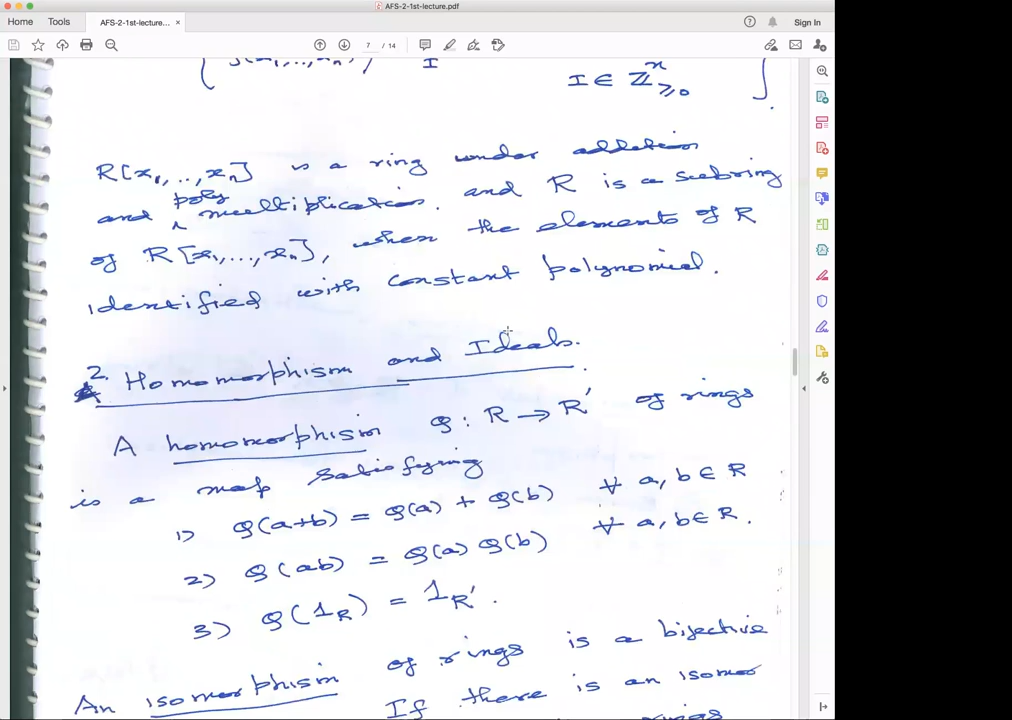 AFS-2-1st-lecture.pdf
Home Tools AFS-2-1st-lecture... × Sign In
7 / 14
I
I ∈ ℤⁿ≥0
R[x₁,..,xₙ] is a ring under addition
and poly multiplication. and R is a subring
of R[x₁,...,xₙ], when the elements of R
identified with constant polynomial.
2. Homomorphism and Ideals.
A homomorphism φ: R → R' of rings
is a map satisfying
1) φ(a+b) = φ(a) + φ(b) ∀ a, b ∈ R
2) φ(ab) = φ(a) φ(b) ∀ a, b ∈ R.
3) φ(1_R) = 1_R'.
An isomorphism of rings is a bijective
If there is an isomor